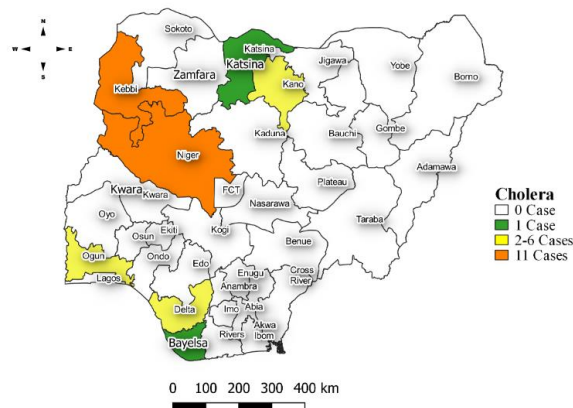 N
W E
S
Sokoto
Katsina
Katsina
Zamfara
Jigawa
Yobe
Borno
Kebbi
Kano
Kaduna
Bauchi
Gombe
Niger
Adamawa
Plateau
Kwara
Kwara
FCT
Nasarawa
Taraba
Oyo
Kogi
Osun
Ekiti
Benue
Ogun
Ondo
Edo
Lagos
Enugu
Anambra
Cross
River
Delta
Imo
Abia
Bayelsa
Rivers
Akwa
Ibom
Cholera
0 Case
1 Case
2-6 Cases
11 Cases
0 100 200 300 400 km